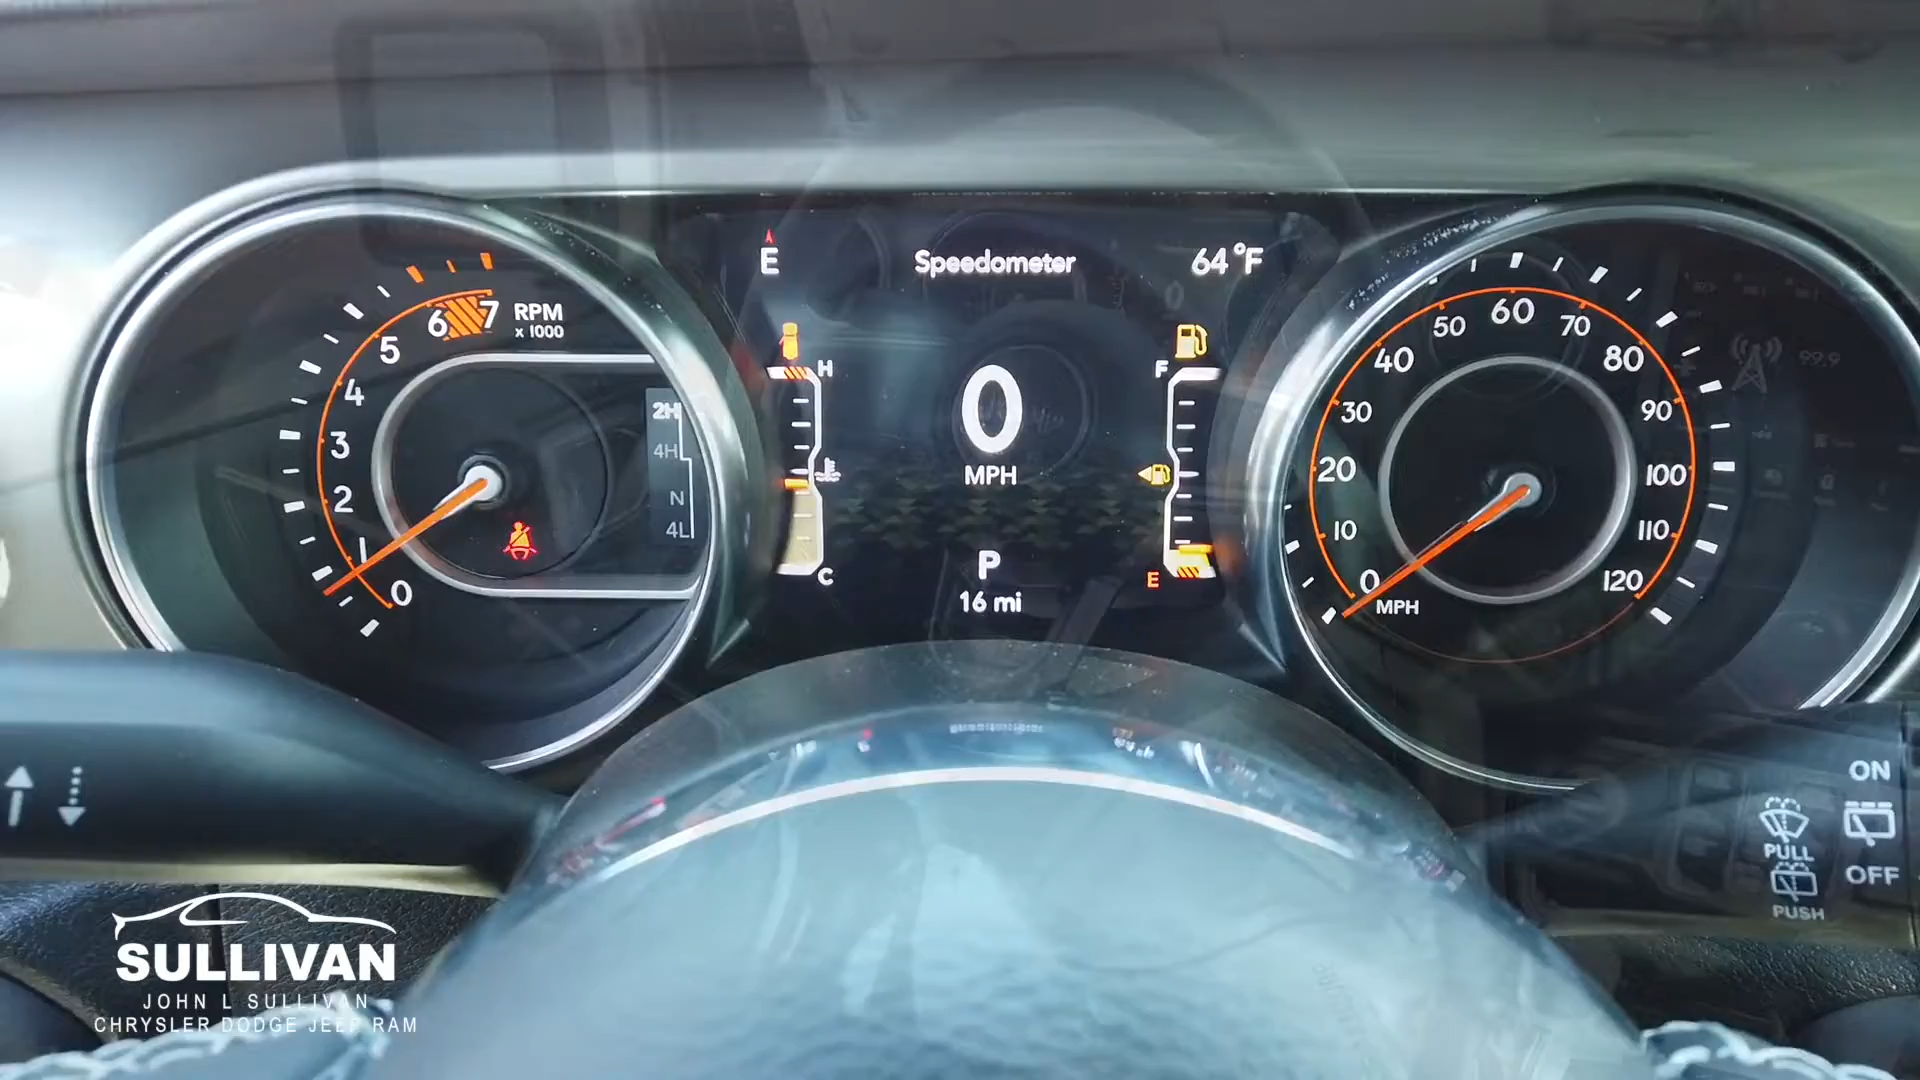 E
Speedometer
64°F
7
6
5
4
3
2
1
0
RPM
x 1000
2H
4H
N
4L
H
C
0
MPH
P
16 mi
F
E
0
10
20
30
40
50
60
70
80
90
100
110
120
MPH
99.9
ON
PULL
OFF
PUSH
SULLIVAN
JOHN L SULLIVAN
CHRYSLER DODGE JEEP RAM